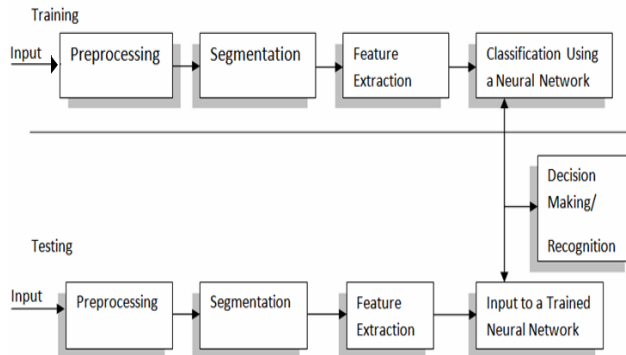 Training
Input
Preprocessing
Segmentation
Feature
Extraction
Classification Using
a Neural Network
Decision
Making/
Recognition
Testing
Input
Preprocessing
Segmentation
Feature
Extraction
Input to a Trained
Neural Network